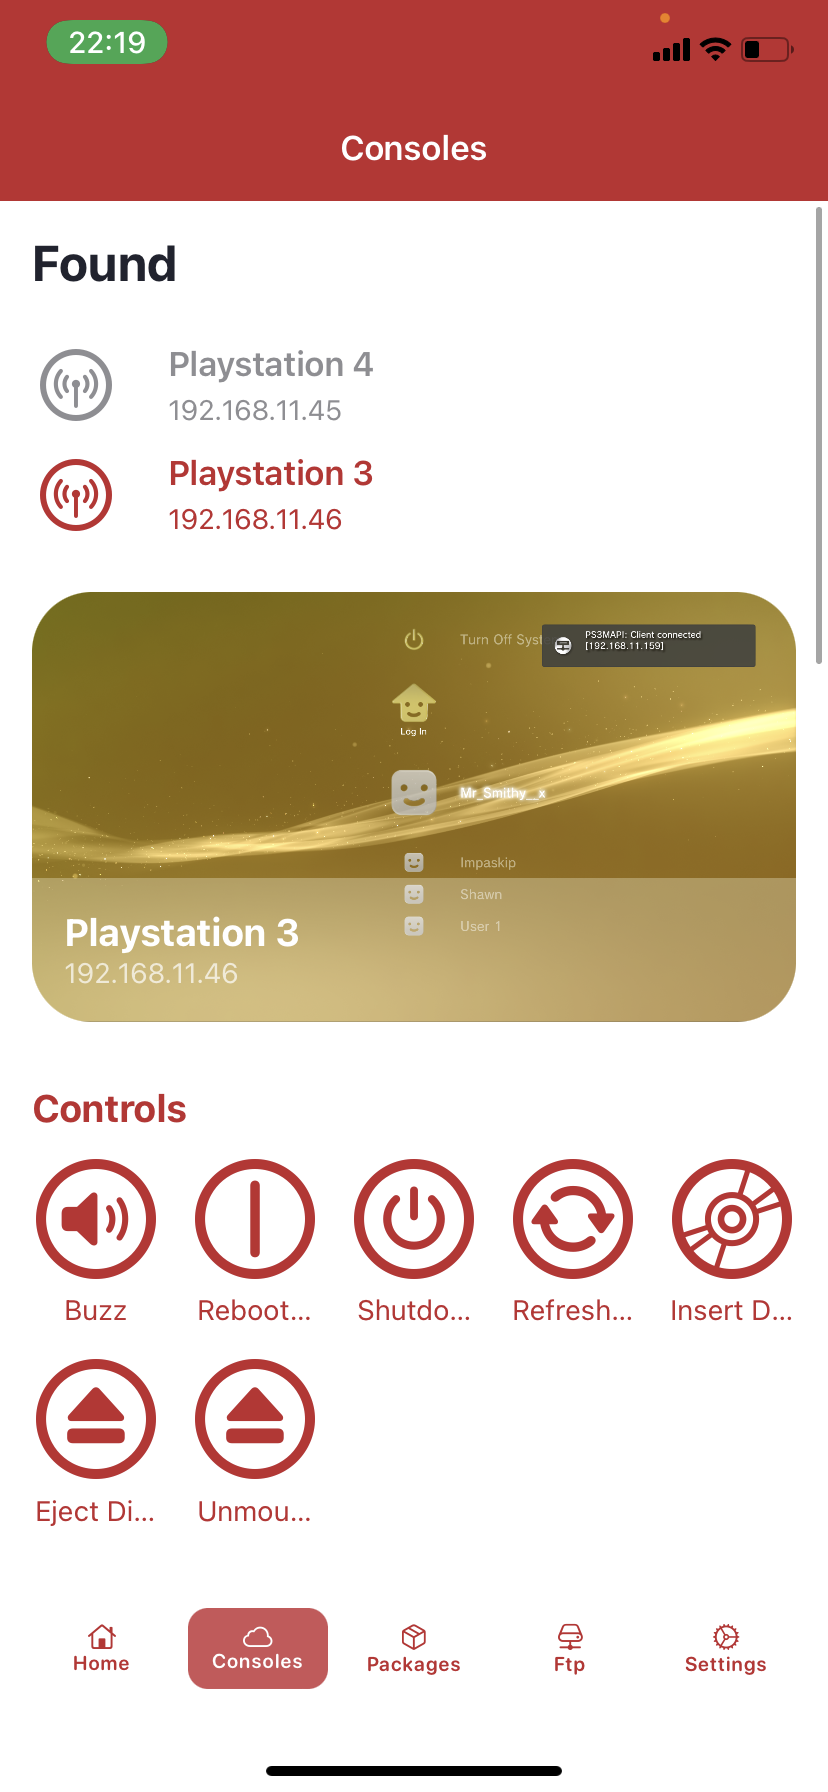 22:19
Consoles
Found
Playstation 4
192.168.11.45
Playstation 3
192.168.11.46
Turn Off Syst
PS3MAPI: Client connected
[192.168.11.159]
Log In
Mr_Smithy__x
Impaskip
Shawn
User 1
Playstation 3
192.168.11.46
Controls
Buzz
Reboot...
Shutdo...
Refresh...
Insert D...
Eject Di...
Unmou...
Home
Consoles
Packages
Ftp
Settings